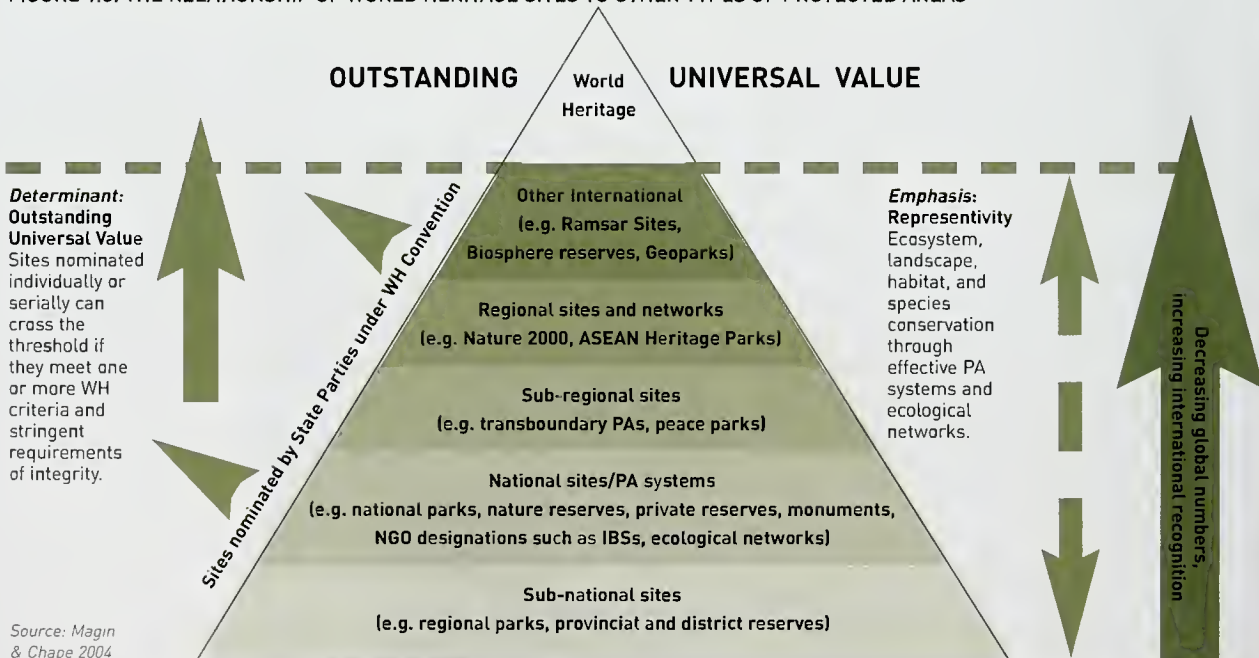 THE RELATIONSHIP OF WORLD HERITAGE SITES TO OTHER TYPES OF PROTECTED AREAS
OUTSTANDING
World
Heritage
UNIVERSAL VALUE
Determinant:
Outstanding
Universal Value
Sites nominated
individually or
serially can
cross the
threshold if
they meet one
or more WH
criteria and
stringent
requirements
of integrity.
Sites nominated by State Parties under WH Convention
Other International
(e.g. Ramsar Sites,
Biosphere reserves, Geoparks)
Regional sites and networks
(e.g. Nature 2000, ASEAN Heritage Parks)
Sub-regional sites
(e.g. transboundary PAs, peace parks)
National sites/PA systems
(e.g. national parks, nature reserves, private reserves, monuments,
NGO designations such as IBSs, ecological networks)
Sub-national sites
(e.g. regional parks, provinciat and district reserves)
Emphasis:
Representivity
Ecosystem,
landscape,
habitat, and
species
conservation
through
effective PA
systems and
ecological
networks.
Decreasing global numbers,
increasing international recognition
Source: Magin
& Chape 2004